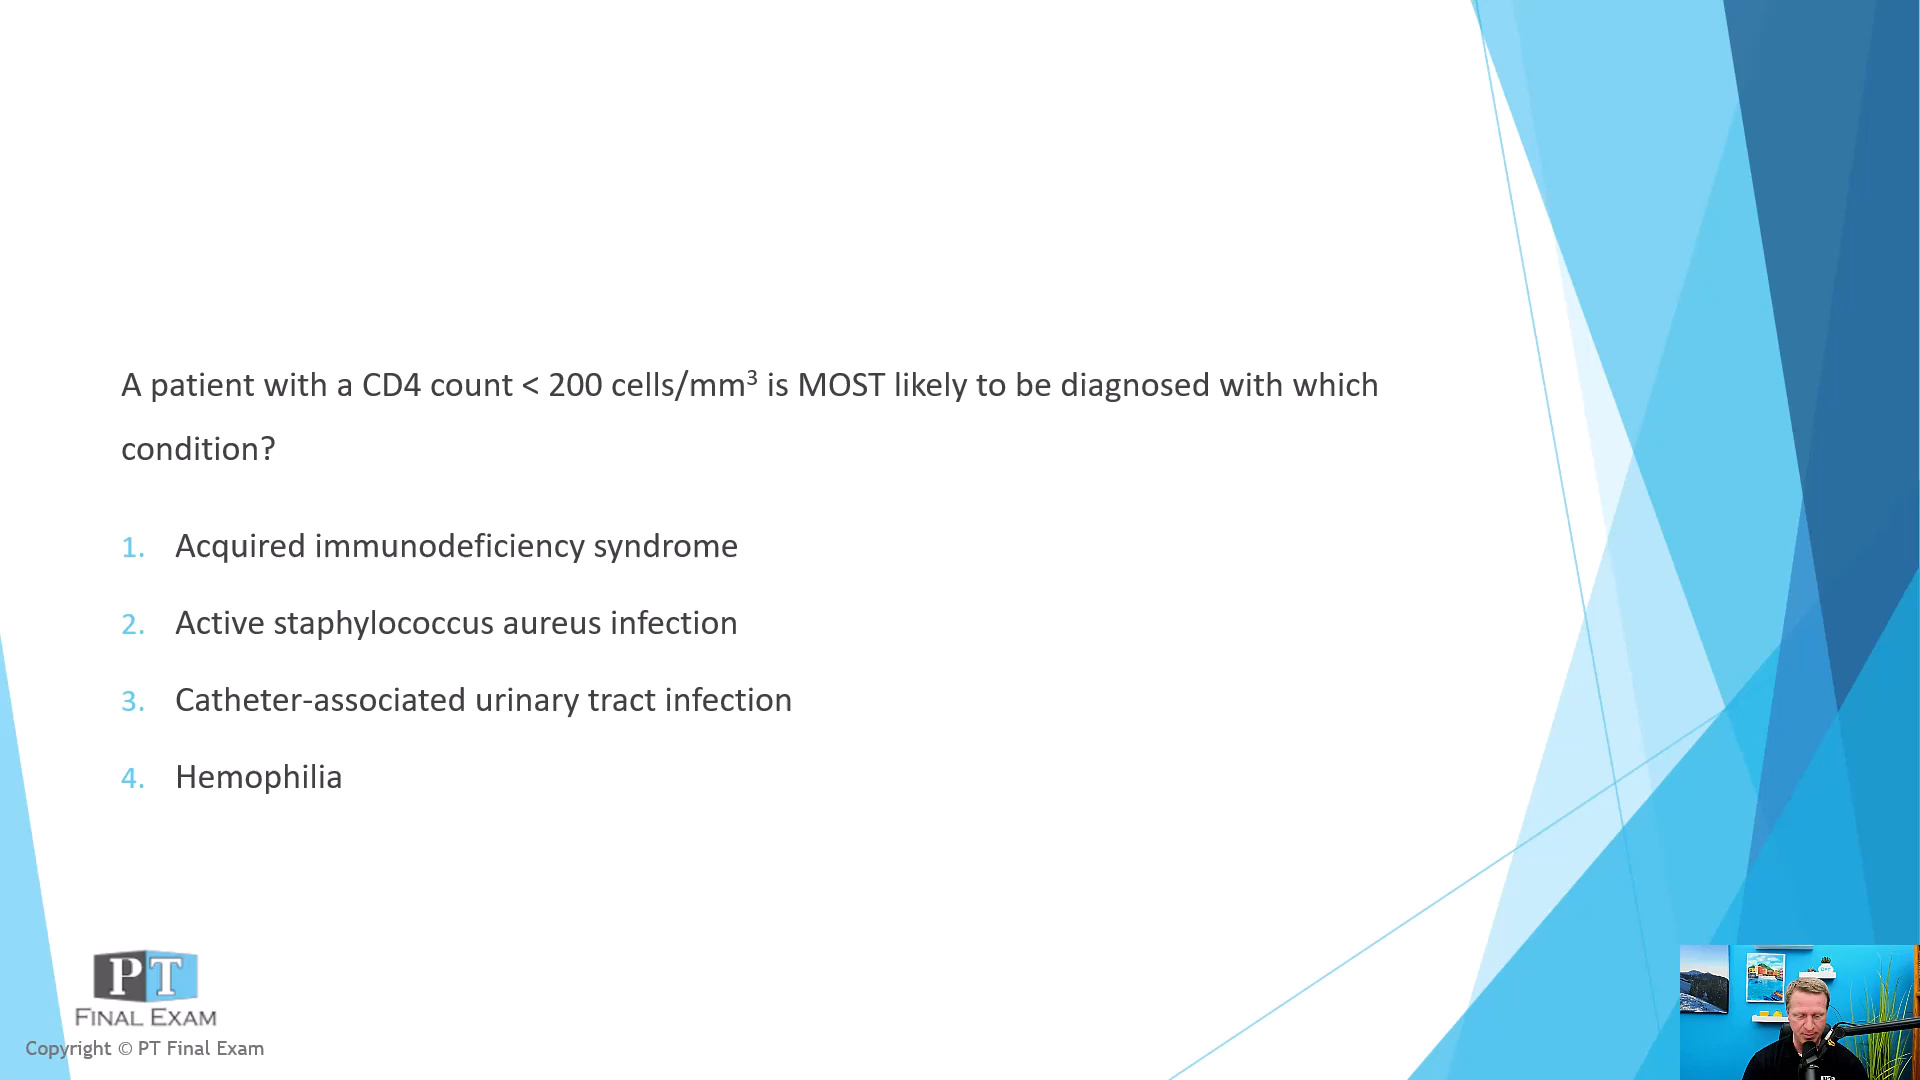 A patient with a CD4 count < 200 cells/mm³ is MOST likely to be diagnosed with which
condition?
1. Acquired immunodeficiency syndrome
2. Active staphylococcus aureus infection
3. Catheter-associated urinary tract infection
4. Hemophilia
PT
FINAL EXAM
Copyright © PT Final Exam